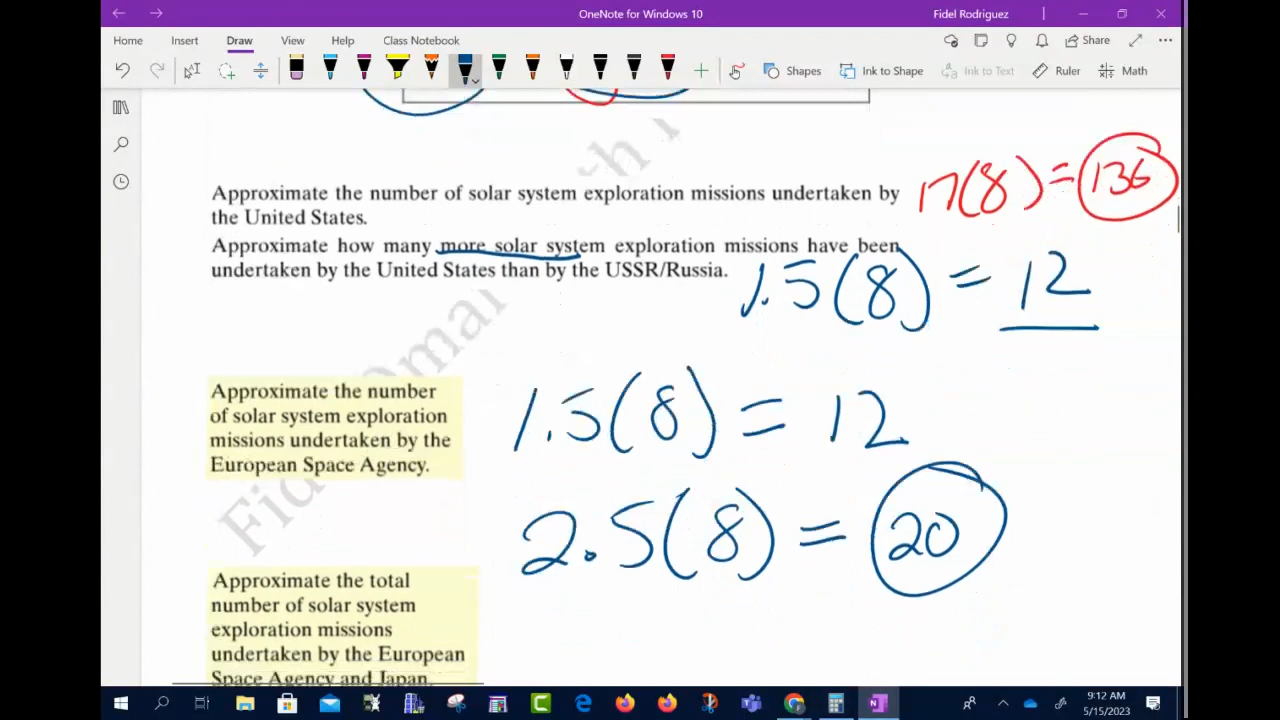 OneNote for Windows 10
Fidel Rodriguez
Home Insert Draw View Help Class Notebook
Share
Shapes
Ink to Shape
Ink to Text
Ruler
Math
Approximate the number of solar system exploration missions undertaken by
the United States.
17(8) = 136
Approximate how many more solar system exploration missions have been
undertaken by the United States than by the USSR/Russia.
1.5(8) = 12
Approximate the number
of solar system exploration
missions undertaken by the
European Space Agency.
1.5(8) = 12
2.5(8) = 20
Approximate the total
number of solar system
exploration missions
undertaken by the European
Space Agency and Japan.
9:12 AM
5/15/2023